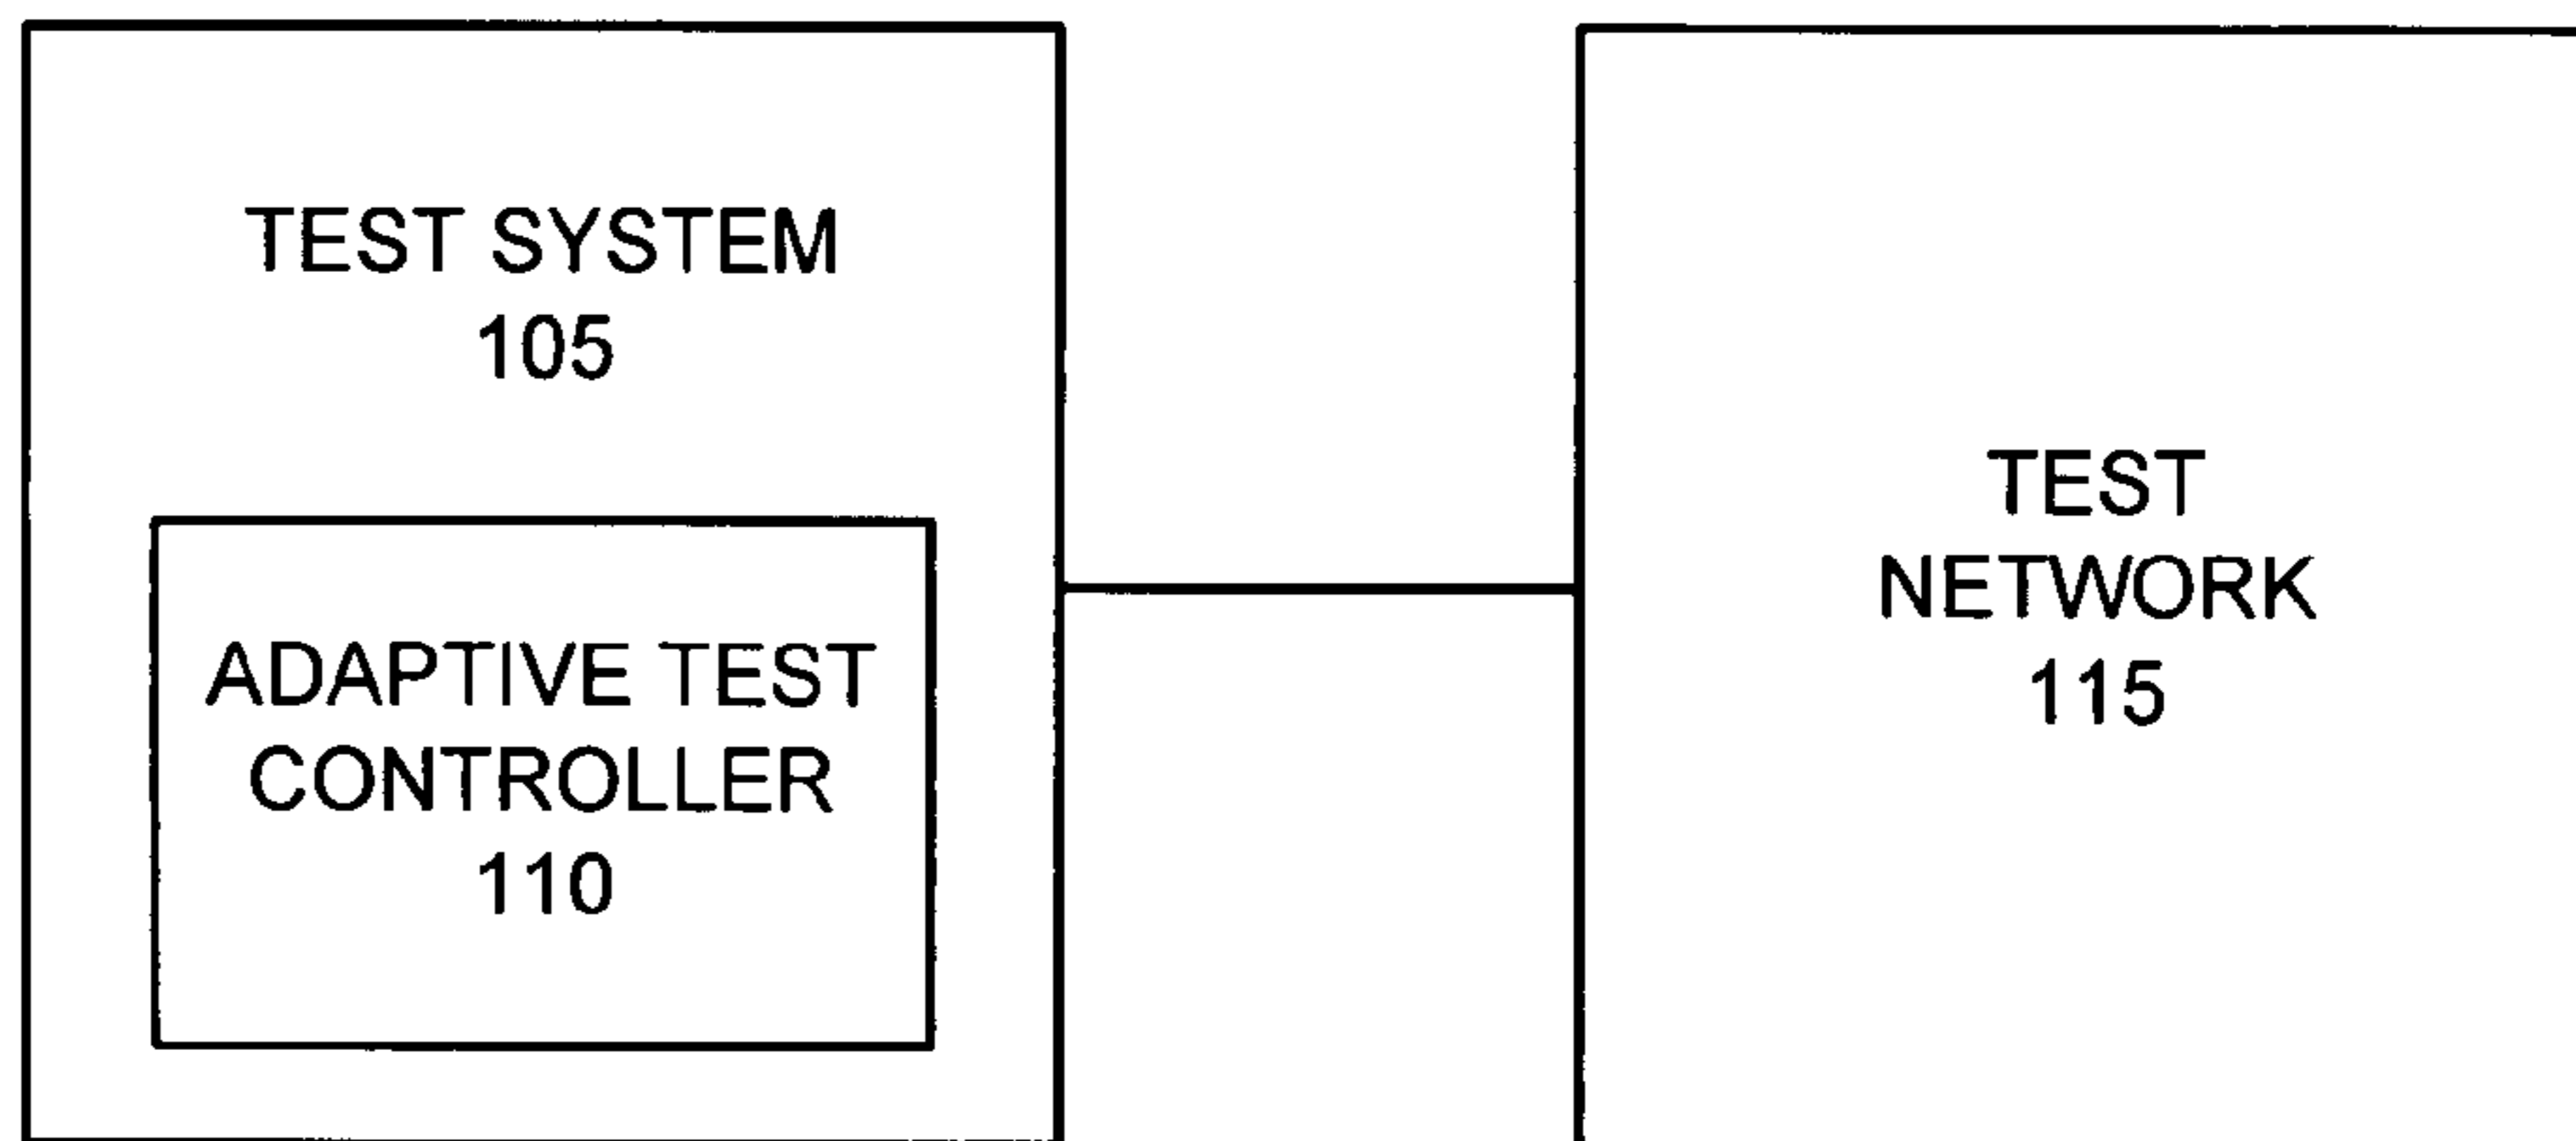 TEST SYSTEM
105
ADAPTIVE TEST
CONTROLLER
110
TEST
NETWORK
115